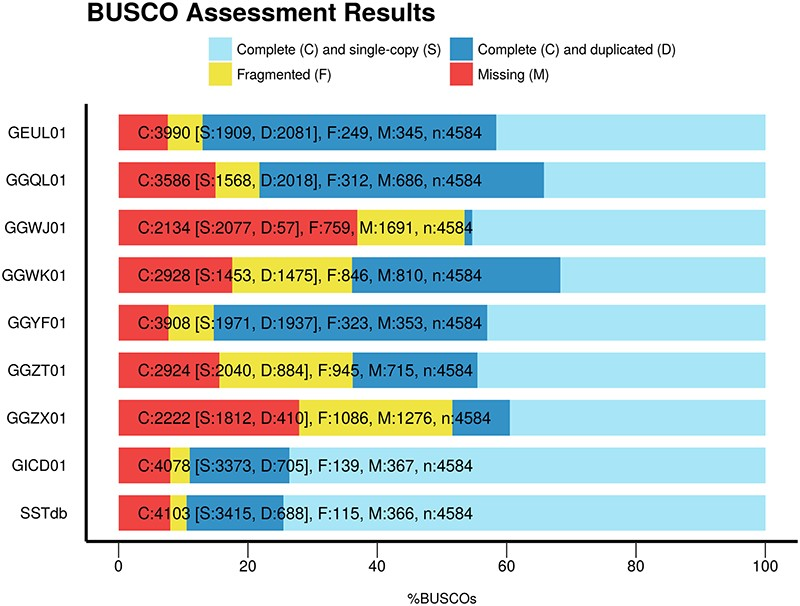 BUSCO Assessment Results
Complete (C) and single-copy (S)
Complete (C) and duplicated (D)
Fragmented (F)
Missing (M)
GEUL01 C:3990 [S:1909, D:2081], F:249, M:345, n:4584
GGQL01 C:3586 [S:1568, D:2018], F:312, M:686, n:4584
GGWJ01 C:2134 [S:2077, D:57], F:759, M:1691, n:4584
GGWK01 C:2928 [S:1453, D:1475], F:846, M:810, n:4584
GGYF01 C:3908 [S:1971, D:1937], F:323, M:353, n:4584
GGZT01 C:2924 [S:2040, D:884], F:945, M:715, n:4584
GGZX01 C:2222 [S:1812, D:410], F:1086, M:1276, n:4584
GICD01 C:4078 [S:3373, D:705], F:139, M:367, n:4584
SSTdb C:4103 [S:3415, D:688], F:115, M:366, n:4584
0 20 40 60 80 100
%BUSCOs